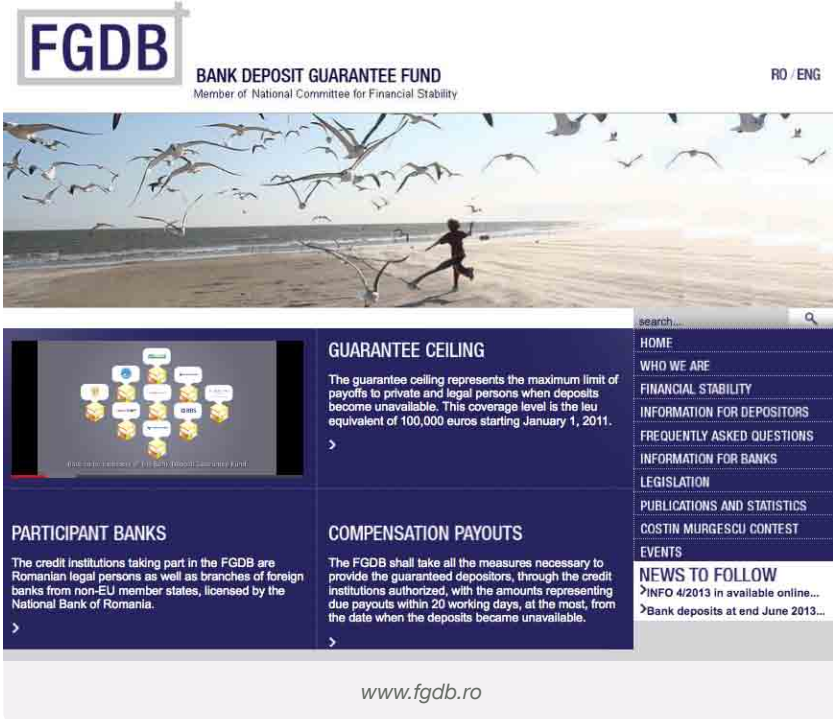 FGDB
BANK DEPOSIT GUARANTEE FUND
Member of National Committee for Financial Stability
RO / ENG
search...
HOME
WHO WE ARE
FINANCIAL STABILITY
INFORMATION FOR DEPOSITORS
FREQUENTLY ASKED QUESTIONS
INFORMATION FOR BANKS
LEGISLATION
PUBLICATIONS AND STATISTICS
COSTIN MURGESCU CONTEST
EVENTS
NEWS TO FOLLOW
INFO 4/2013 in available online...
Bank deposits at end June 2013...
GUARANTEE CEILING
The guarantee ceiling represents the maximum limit of
payoffs to private and legal persons when deposits
become unavailable. This coverage level is the leu
equivalent of 100,000 euros starting January 1, 2011.
PARTICIPANT BANKS
The credit institutions taking part in the FGDB are
Romanian legal persons as well as branches of foreign
banks from non-EU member states, licensed by the
National Bank of Romania.
COMPENSATION PAYOUTS
The FGDB shall take all the measures necessary to
provide the guaranteed depositors, through the credit
institutions authorized, with the amounts representing
due payouts within 20 working days, at the most, from
the date when the deposits became unavailable.
www.fgdb.ro